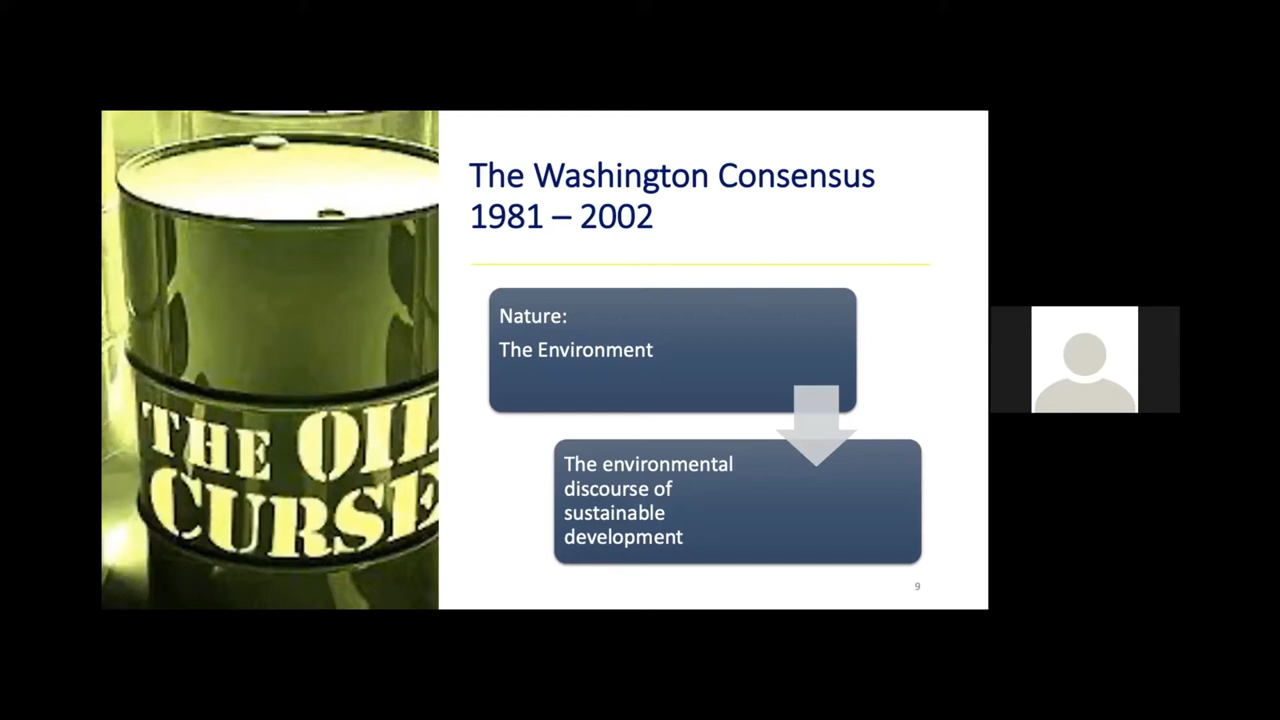 The Washington Consensus
1981 – 2002
Nature:
The Environment
The environmental
discourse of
sustainable
development
9
THE OIL
CURSE